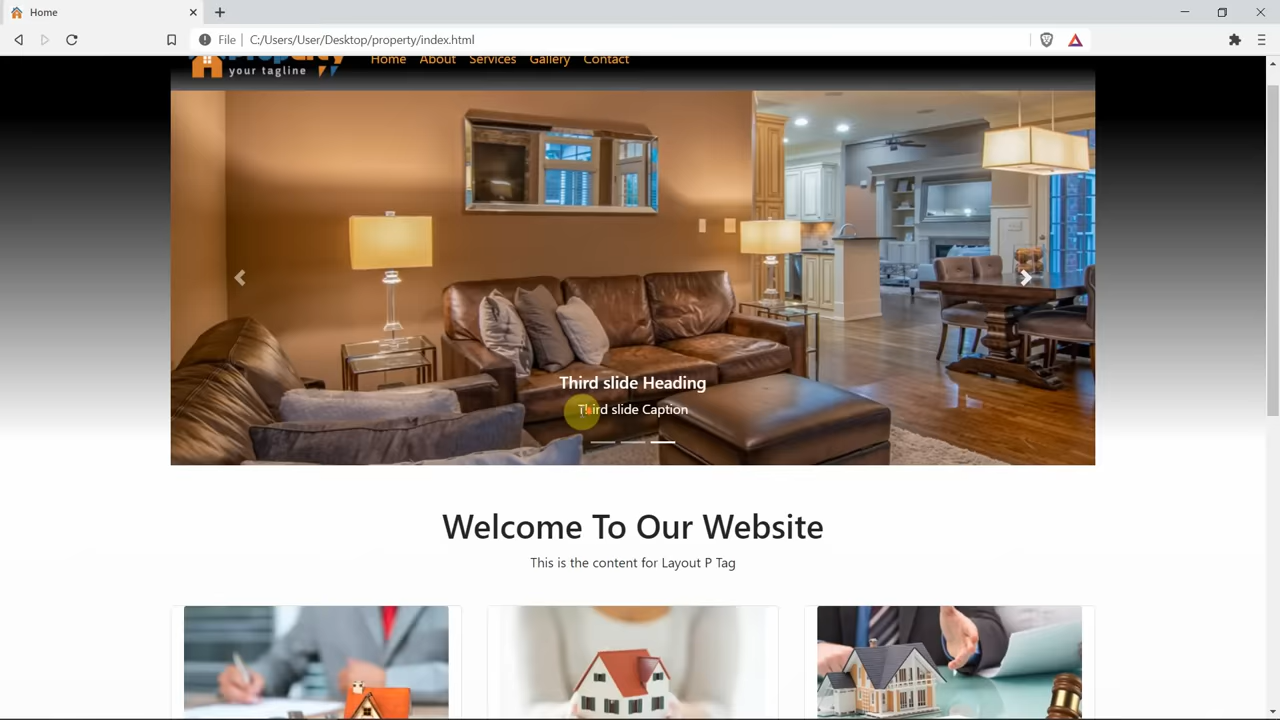 Home
File
C:/Users/User/Desktop/property/index.html
Property
your tagline
Home About Services Gallery Contact
Third slide Heading
Third slide Caption
Welcome To Our Website
This is the content for Layout P Tag